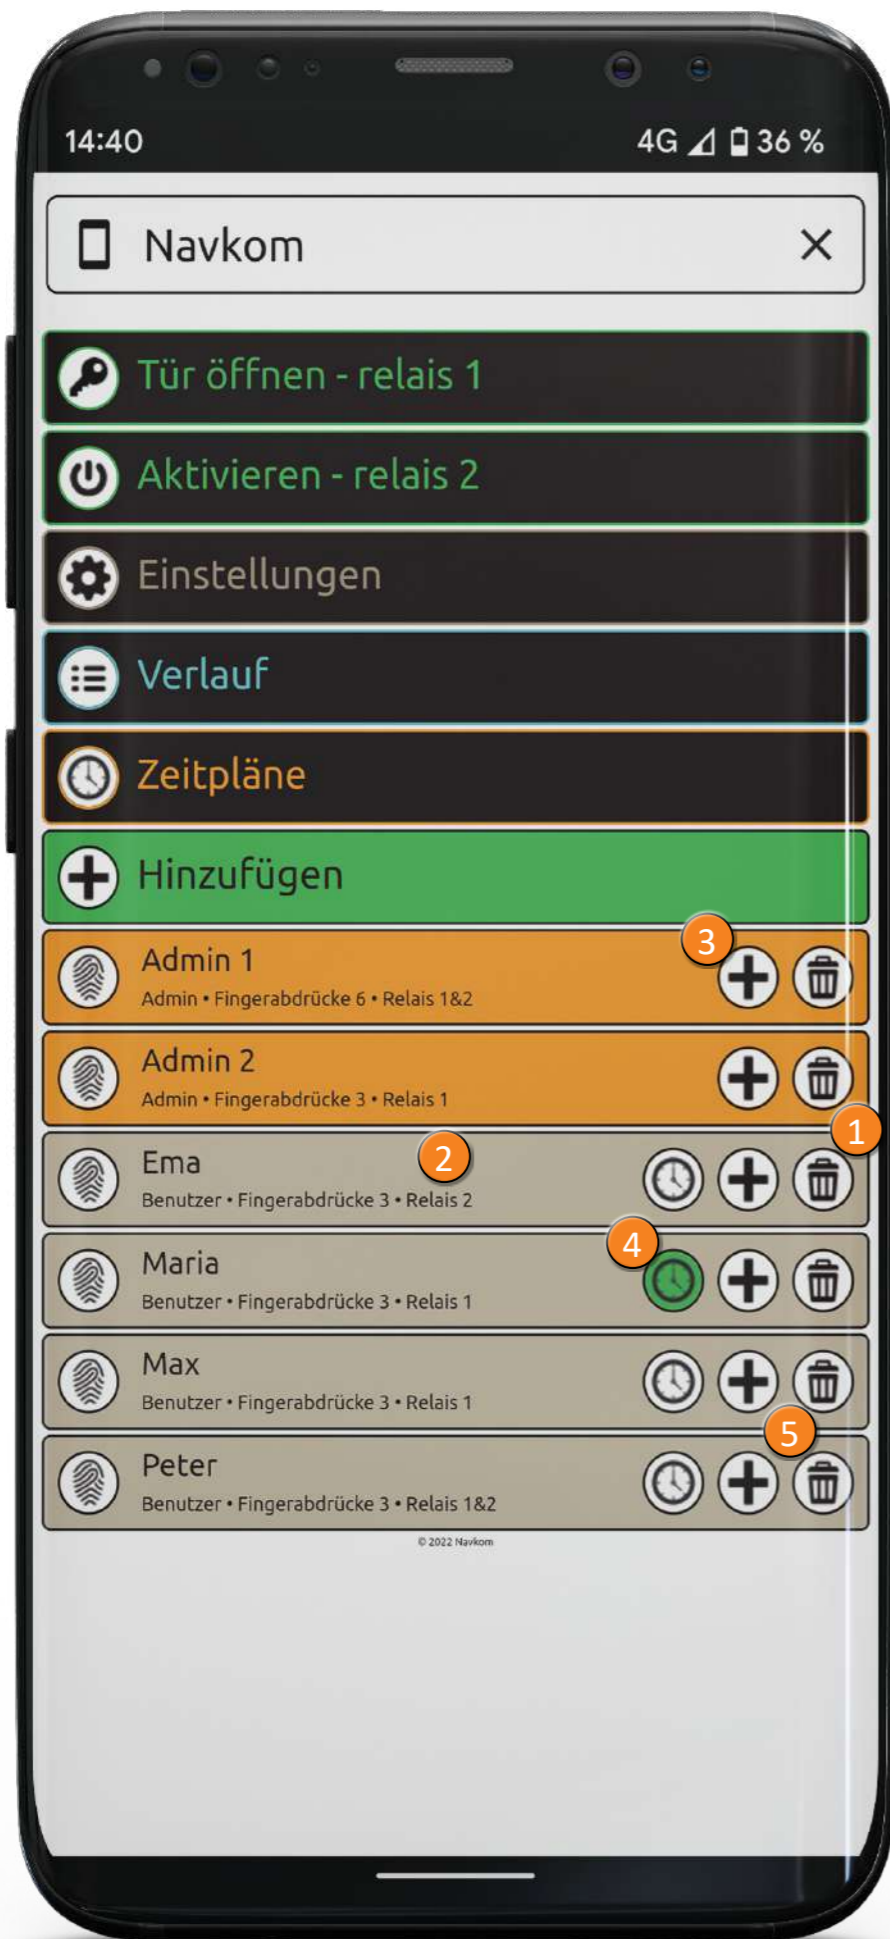 14:40 4G 36 %
Navkom
Tür öffnen - relais 1
Aktivieren - relais 2
Einstellungen
Verlauf
Zeitpläne
Hinzufügen
3
Admin 1
Admin • Fingerabdrücke 6 • Relais 1&2
Admin 2
Admin • Fingerabdrücke 3 • Relais 1
1
2
Ema
Benutzer • Fingerabdrücke 3 • Relais 2
4
Maria
Benutzer • Fingerabdrücke 3 • Relais 1
Max
Benutzer • Fingerabdrücke 3 • Relais 1
5
Peter
Benutzer • Fingerabdrücke 3 • Relais 1&2
© 2022 Navkom